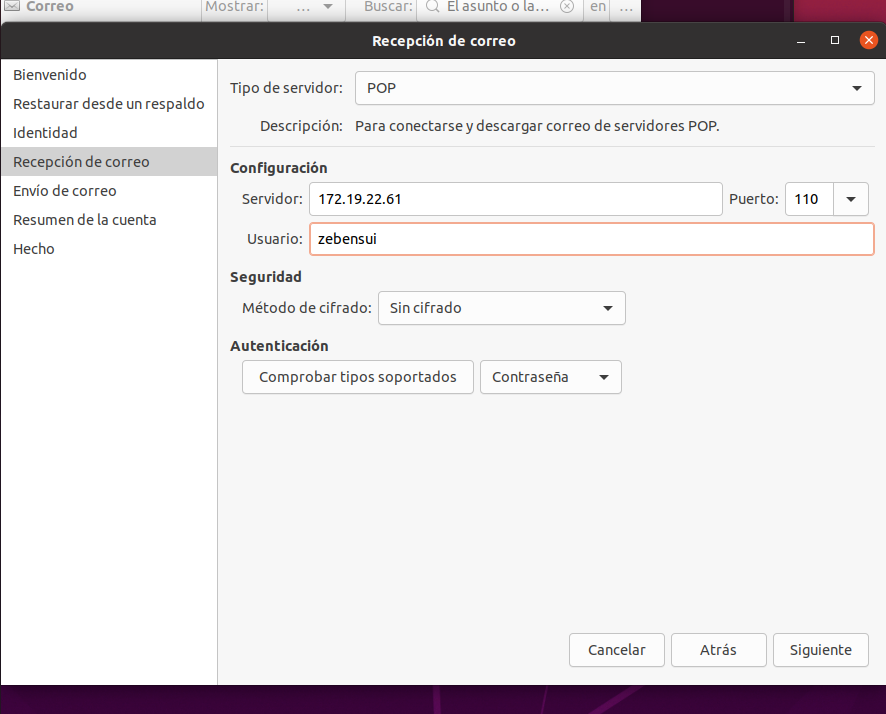 Correo Mostrar: ... Buscar: El asunto o la... en ...
Recepción de correo
Bienvenido
Restaurar desde un respaldo
Identidad
Recepción de correo
Envío de correo
Resumen de la cuenta
Hecho
Tipo de servidor: POP
Descripción: Para conectarse y descargar correo de servidores POP.
Configuración
Servidor: 172.19.22.61 Puerto: 110
Usuario: zebensui
Seguridad
Método de cifrado: Sin cifrado
Autenticación
Comprobar tipos soportados Contraseña
Cancelar Atrás Siguiente